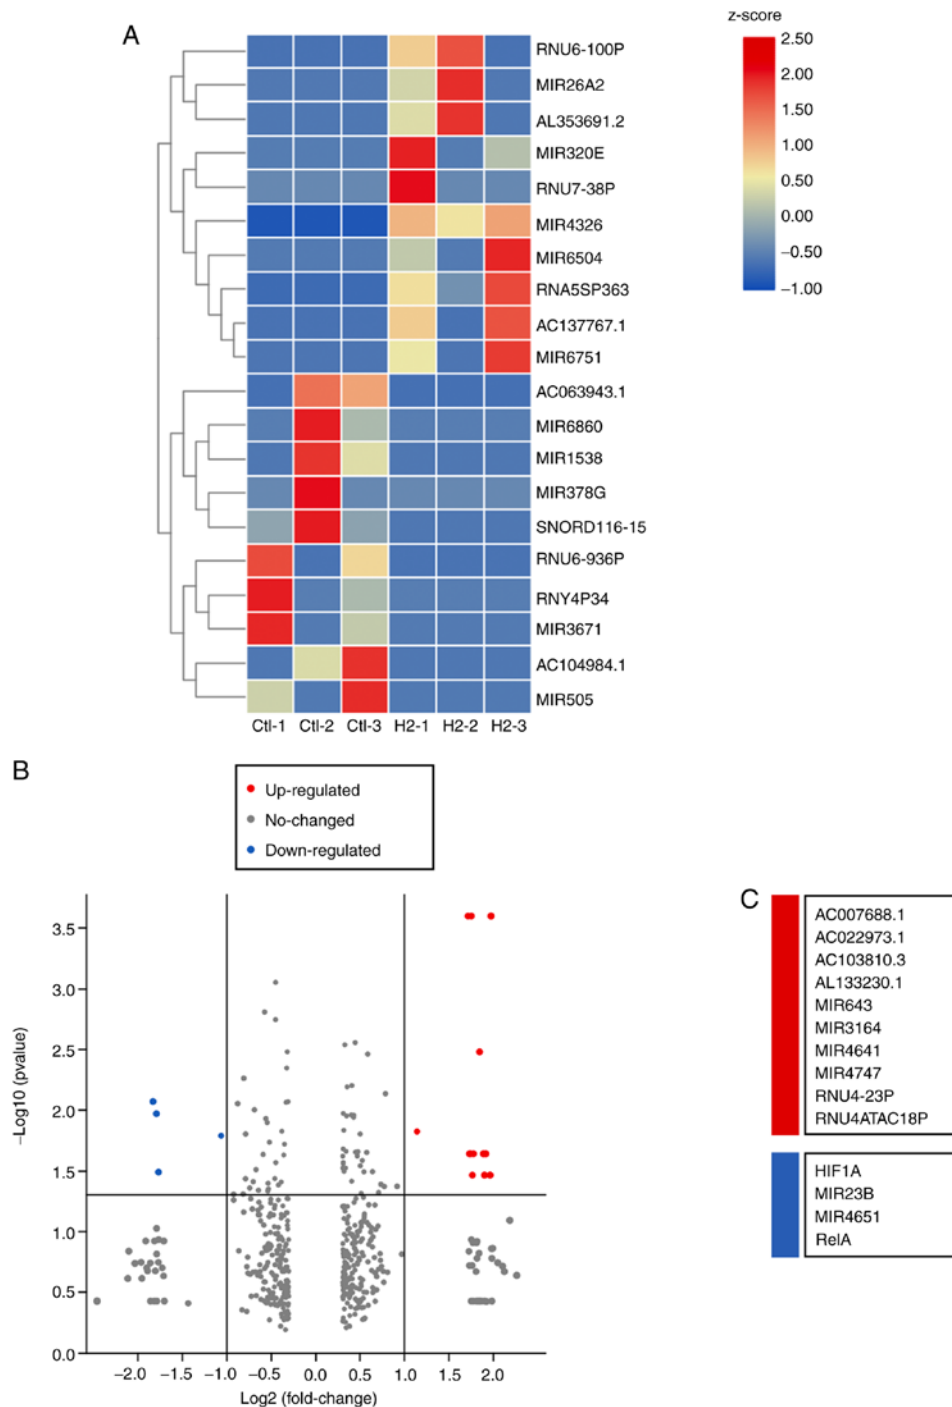 A
z-score
2.50
2.00
1.00
0.50
0.00
−0.50
−1.00
RNU6-100P
MIR26A2
AL353691.2
MIR320E
RNU7-38P
MIR4326
MIR6504
RNA5SP363
AC137767.1
MIR6751
AC063943.1
MIR6860
MIR1538
MIR378G
SNORD116-15
RNU6-936P
RNY4P34
MIR3671
AC104984.1
MIR505
Ctl-1 Ctl-2 Ctl-3 H2-1 H2-2 H2-3
B
Up-regulated
No-changed
Down-regulated
−Log10 (pvalue)
3.5
3.0
2.5
2.0
1.5
1.0
0.5
0.0
−2.0 −1.5 −1.0 −0.5 0.0 0.5 1.0 1.5 2.0
Log2 (fold-change)
C
AC007688.1
AC022973.1
AC103810.3
AL133230.1
MIR643
MIR3164
MIR4641
MIR4747
RNU4-23P
RNU4ATAC18P
HIF1A
MIR23B
MIR4651
RelA